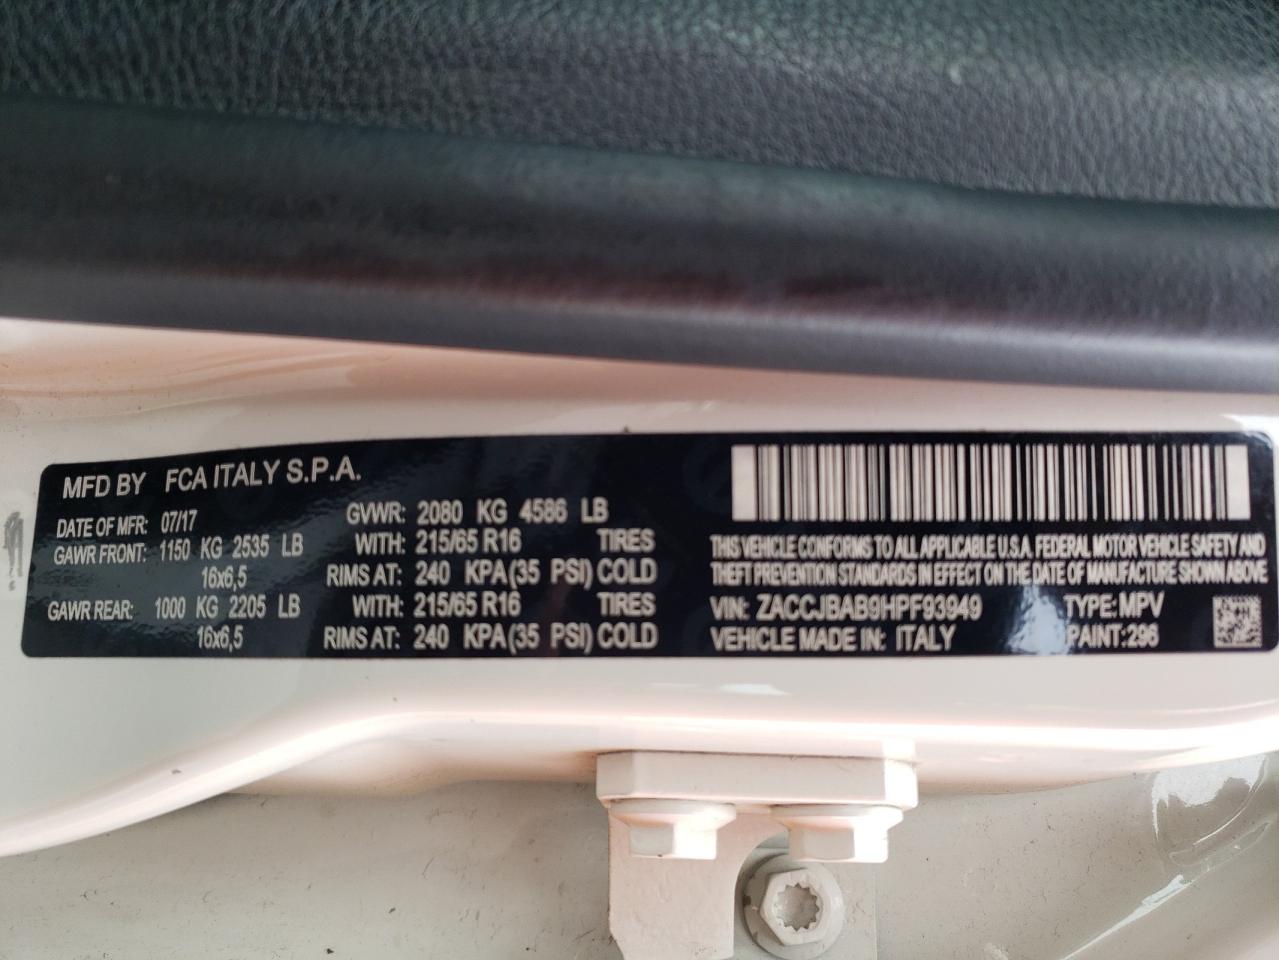 MFD BY FCA ITALY S.P.A.
DATE OF MFR: 07/17 GVWR: 2080 KG 4586 LB
GAWR FRONT: 1150 KG 2535 LB WITH: 215/65 R16 TIRES
16x6,5 RIMS AT: 240 KPA(35 PSI) COLD
GAWR REAR: 1000 KG 2205 LB WITH: 215/65 R16 TIRES
16x6,5 RIMS AT: 240 KPA(35 PSI) COLD
THIS VEHICLE CONFORMS TO ALL APPLICABLE U.S.A. FEDERAL MOTOR VEHICLE SAFETY AND
THEFT PREVENTION STANDARDS IN EFFECT ON THE DATE OF MANUFACTURE SHOWN ABOVE
VIN: ZACCJBAB9HPF93949 TYPE: MPV
VEHICLE MADE IN: ITALY PAINT:296